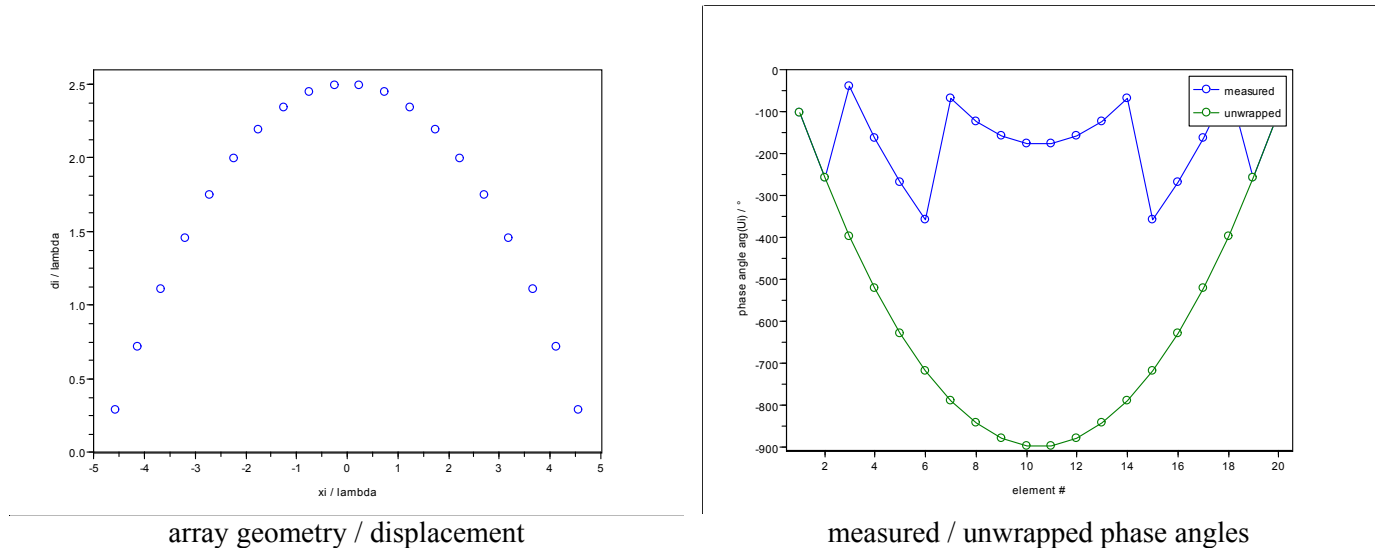 2.5
2.0
1.5
1.0
0.5
0.0
di / lambda
-5 -4 -3 -2 -1 0 1 2 3 4 5
xi / lambda
array geometry / displacement
0
-100
-200
-300
-400
-500
-600
-700
-800
-900
phase angle arg(Ui) / °
measured
unwrapped
2 4 6 8 10 12 14 16 18 20
element #
measured / unwrapped phase angles